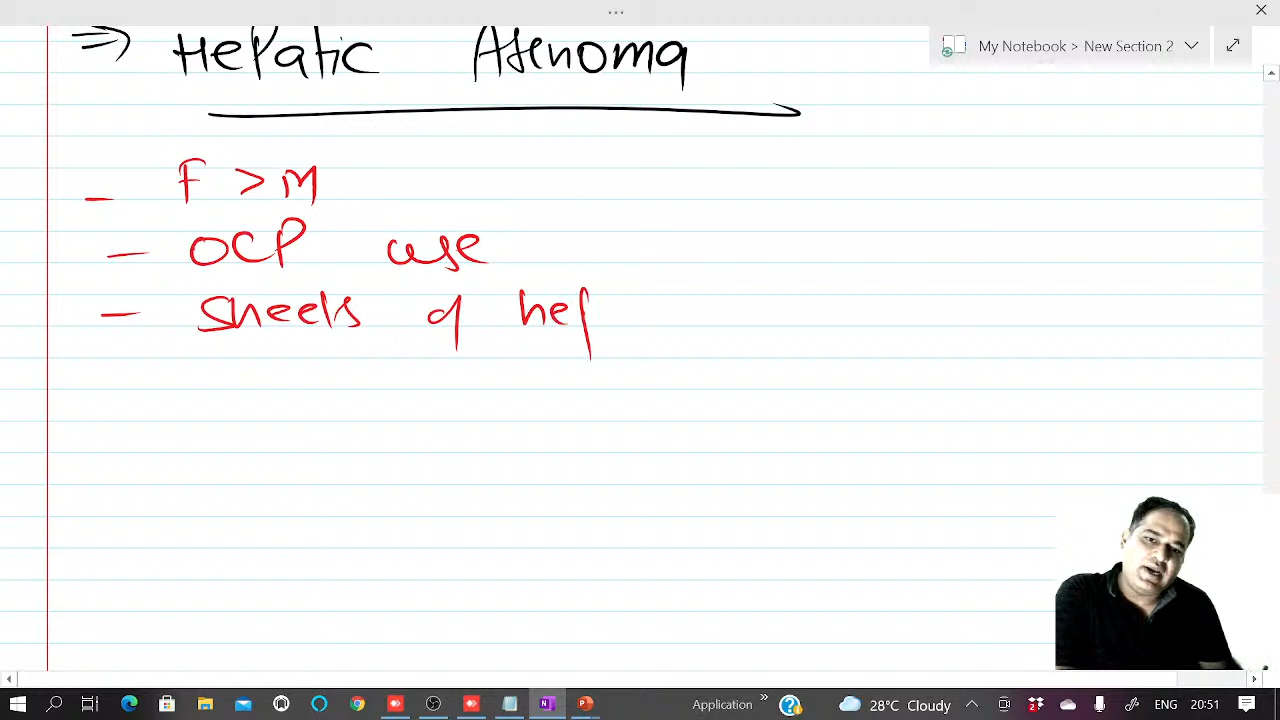 ...
My Notebook > New Section 2
⇒ Hepatic Adenoma
- F > M
- OCP use
- Sheets of hep
Application
28°C Cloudy
ENG
20:51